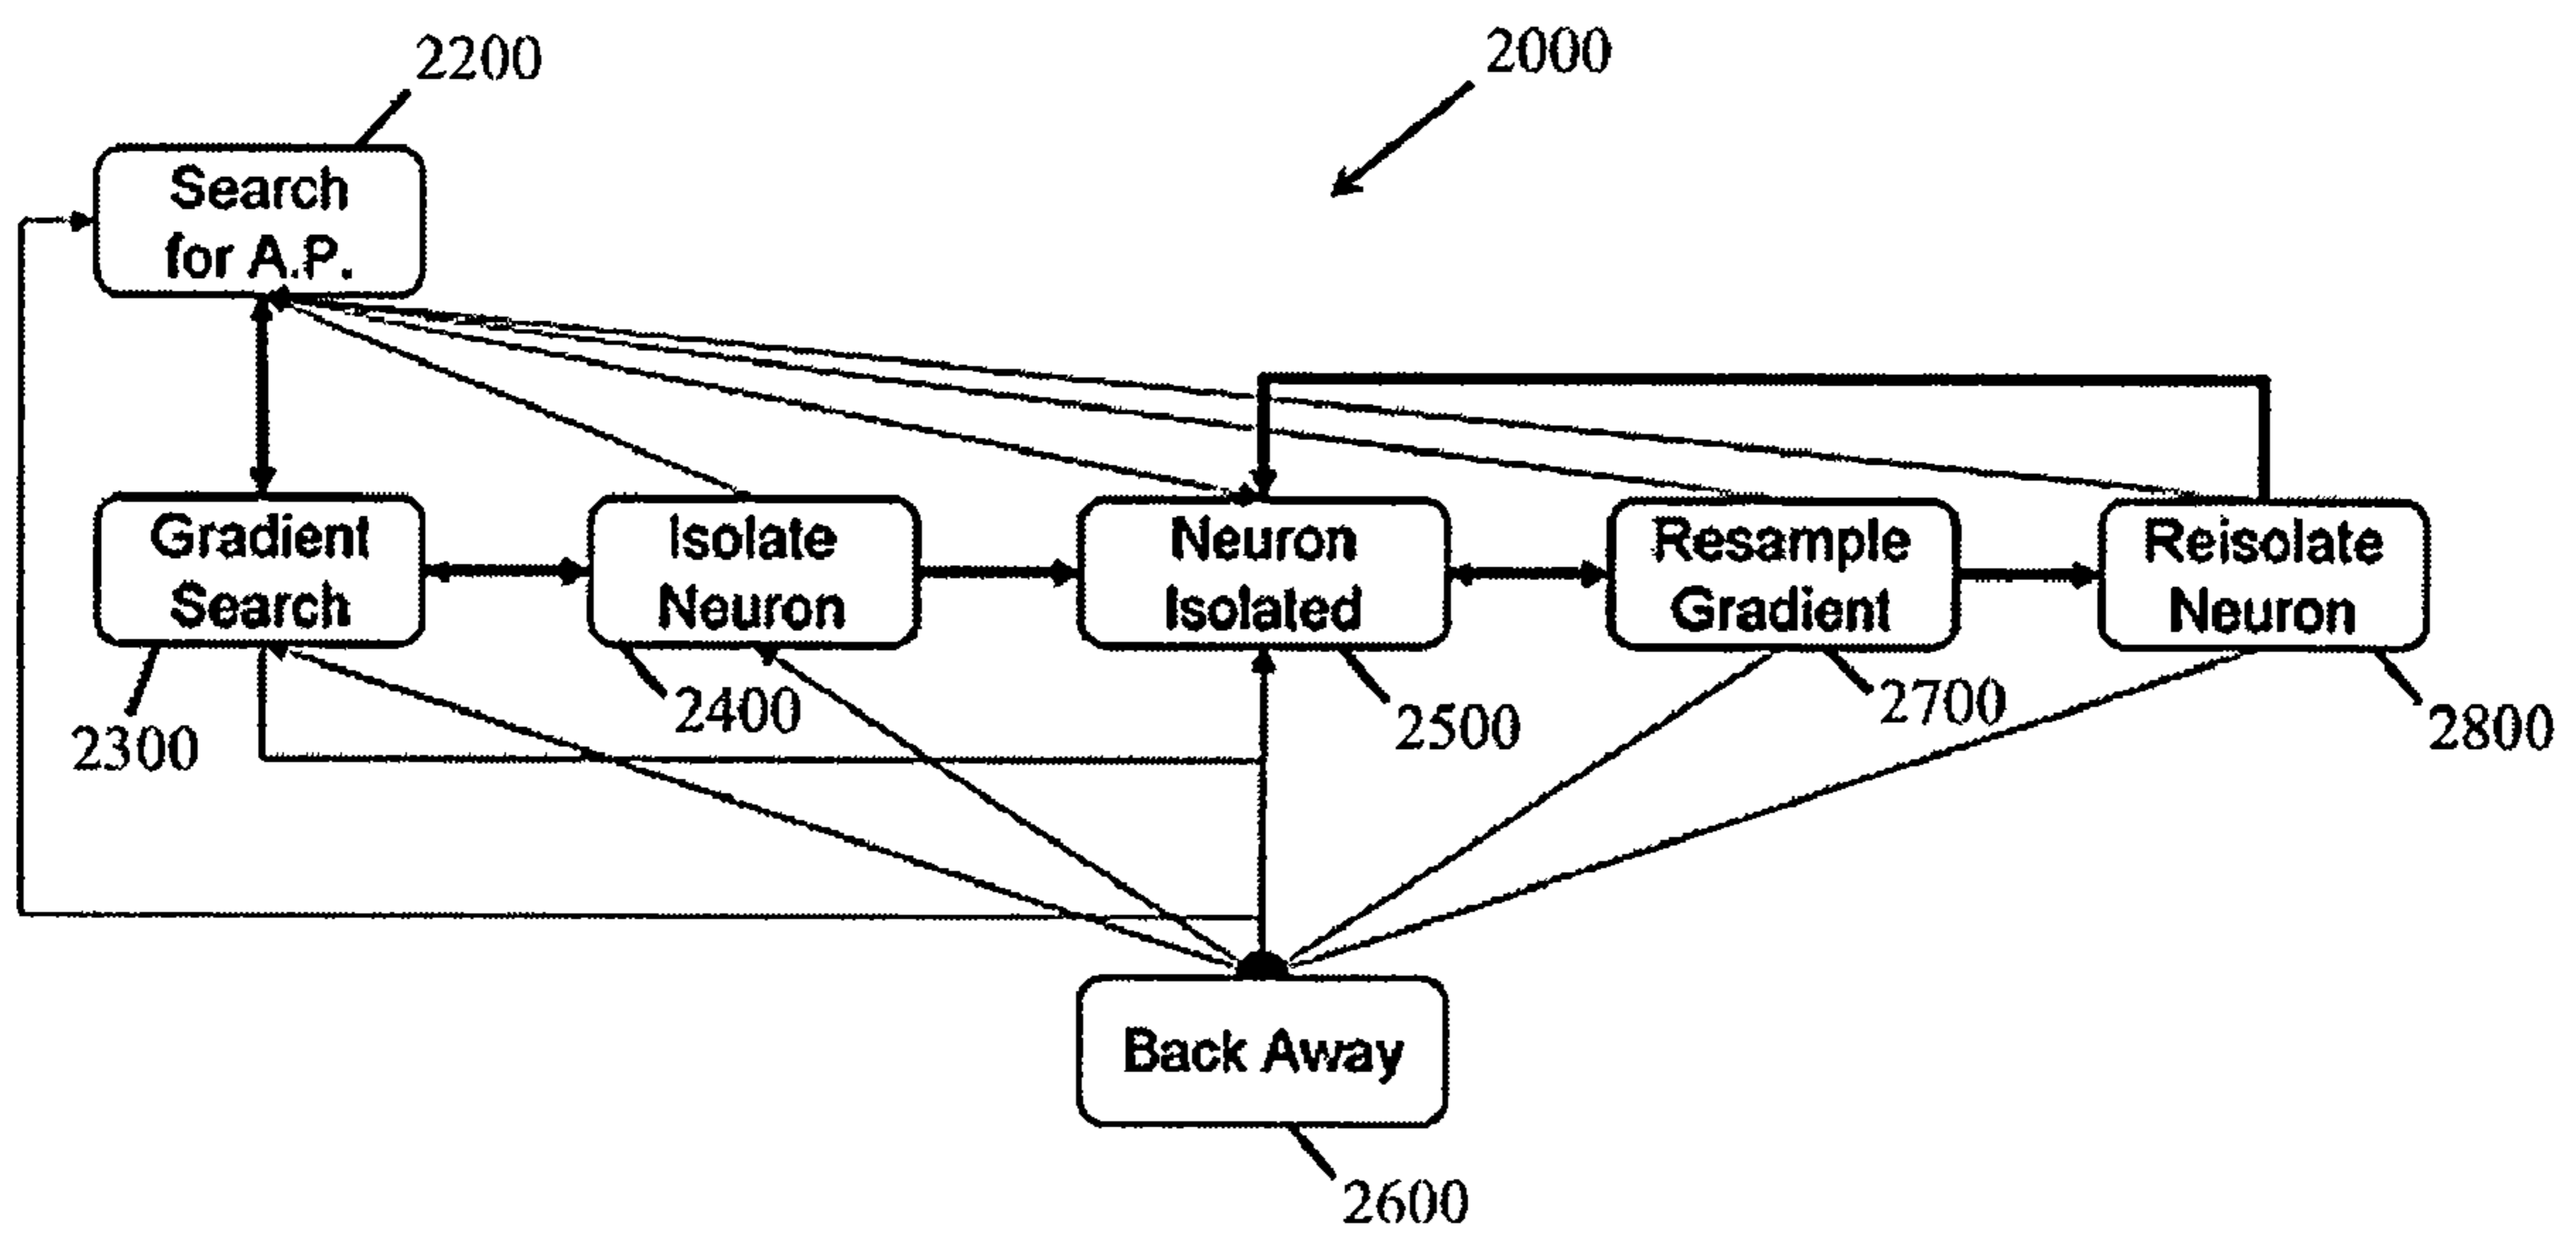 2200
2000
Search
for A.P.
Gradient
Search
Isolate
Neuron
Neuron
Isolated
Resample
Gradient
Reisolate
Neuron
2300
2400
2500
2700
2800
Back Away
2600